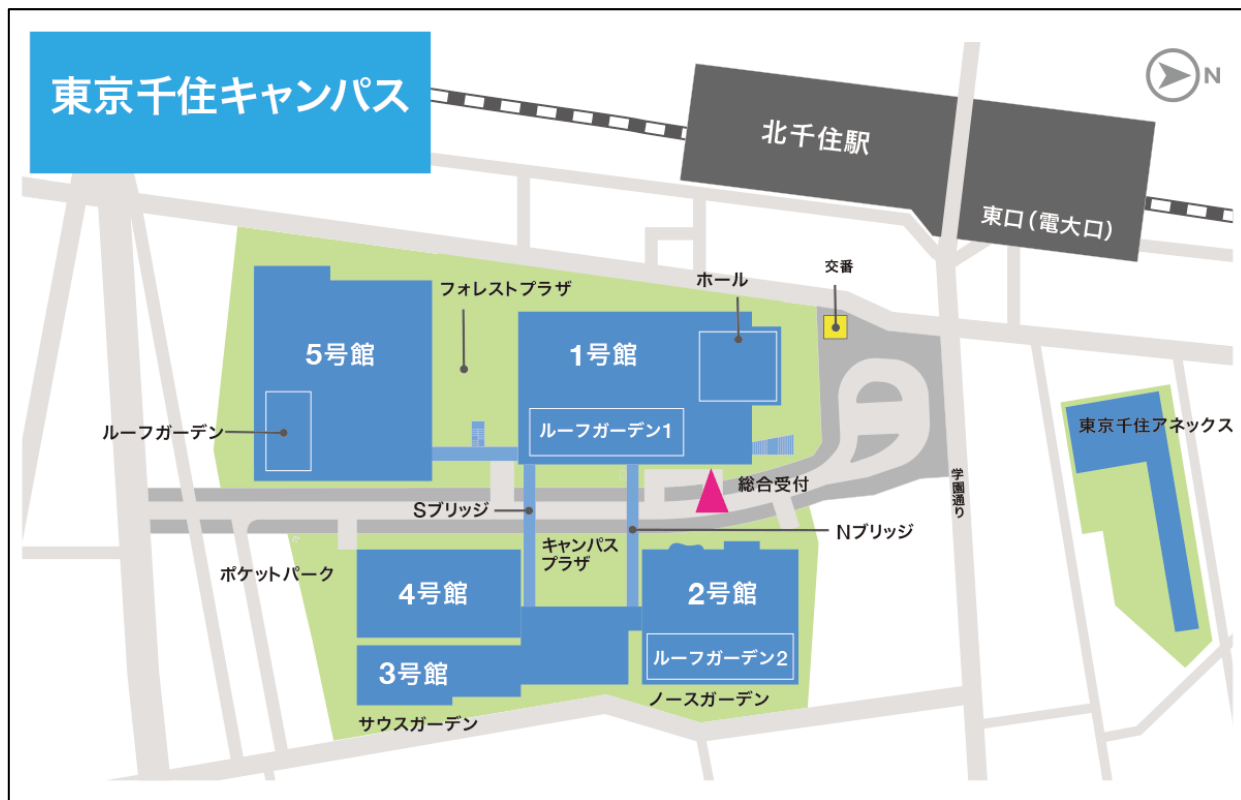 東京千住キャンパス
N
北千住駅
東口(電大口)
交番
ホール
フォレストプラザ
5号館
1号館
ルーフガーデン
ルーフガーデン1
東京千住アネックス
学園通り
総合受付
Sブリッジ
Nブリッジ
キャンパス
プラザ
ポケットパーク
4号館
2号館
ルーフガーデン2
3号館
ノースガーデン
サウスガーデン